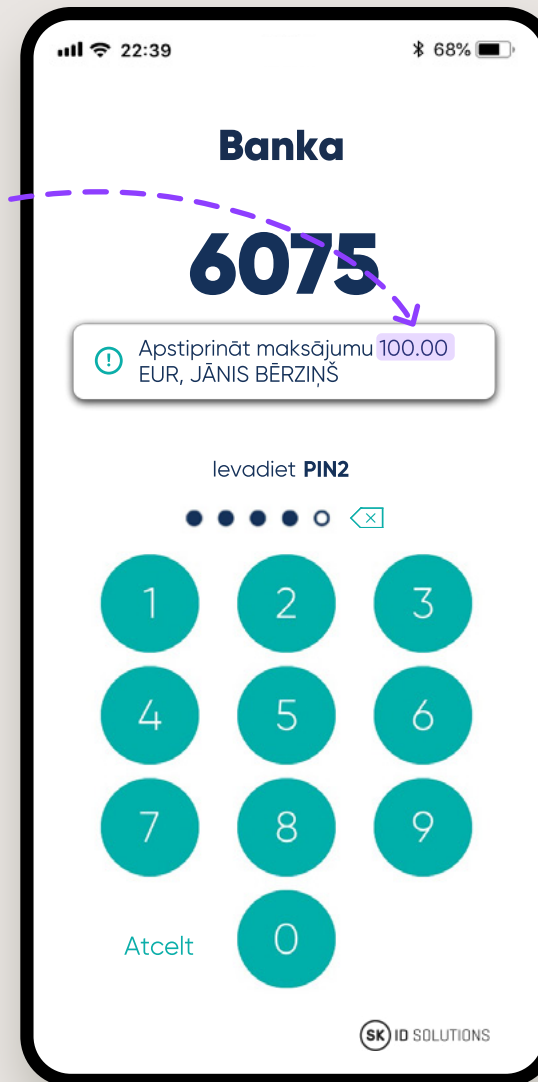 22:39 68%
Banka
6075
Apstiprināt maksājumu 100.00
EUR, JĀNIS BĒRZIŅŠ
Ievadiet PIN2
1 2 3
4 5 6
7 8 9
Atcelt 0
SK ID SOLUTIONS